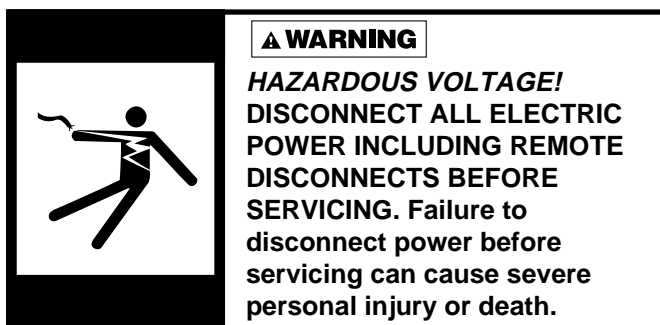 ⚠ WARNING
HAZARDOUS VOLTAGE!
DISCONNECT ALL ELECTRIC
POWER INCLUDING REMOTE
DISCONNECTS BEFORE
SERVICING. Failure to
disconnect power before
servicing can cause severe
personal injury or death.